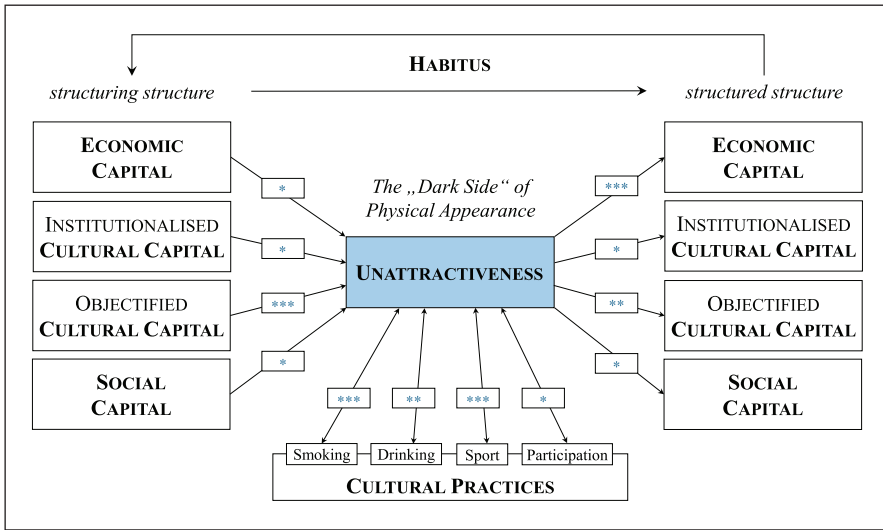 HABITUS
structuring structure
structured structure
ECONOMIC
CAPITAL
*
INSTITUTIONALISED
CULTURAL CAPITAL
*
OBJECTIFIED
CULTURAL CAPITAL
***
SOCIAL
CAPITAL
*
The „Dark Side“ of
Physical Appearance
UNATTRACTIVENESS
***
ECONOMIC
CAPITAL
*
INSTITUTIONALISED
CULTURAL CAPITAL
**
OBJECTIFIED
CULTURAL CAPITAL
*
SOCIAL
CAPITAL
*** ** *** *
Smoking Drinking Sport Participation
CULTURAL PRACTICES